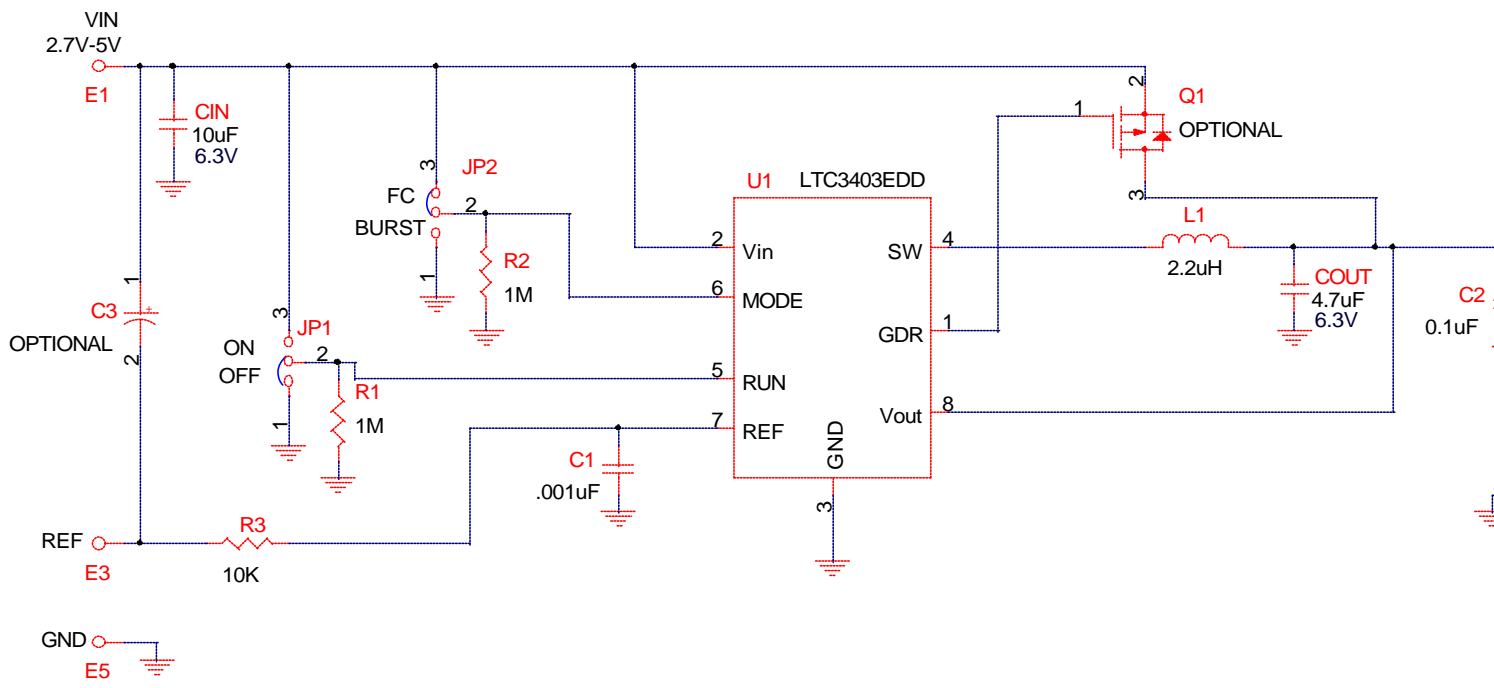 VIN
2.7V-5V
E1
CIN
10uF
6.3V
2
1
Q1
OPTIONAL
3
3
JP2
FC
2
BURST
1
R2
1M
U1
LTC3403EDD
2
Vin
SW
4
L1
2.2uH
6
MODE
COUT
4.7uF
6.3V
C2
0.1uF
1
C3
OPTIONAL
2
3
JP1
ON
2
OFF
1
R1
1M
GDR
1
5
RUN
7
REF
Vout
8
GND
3
C1
.001uF
REF
E3
R3
10K
GND
E5